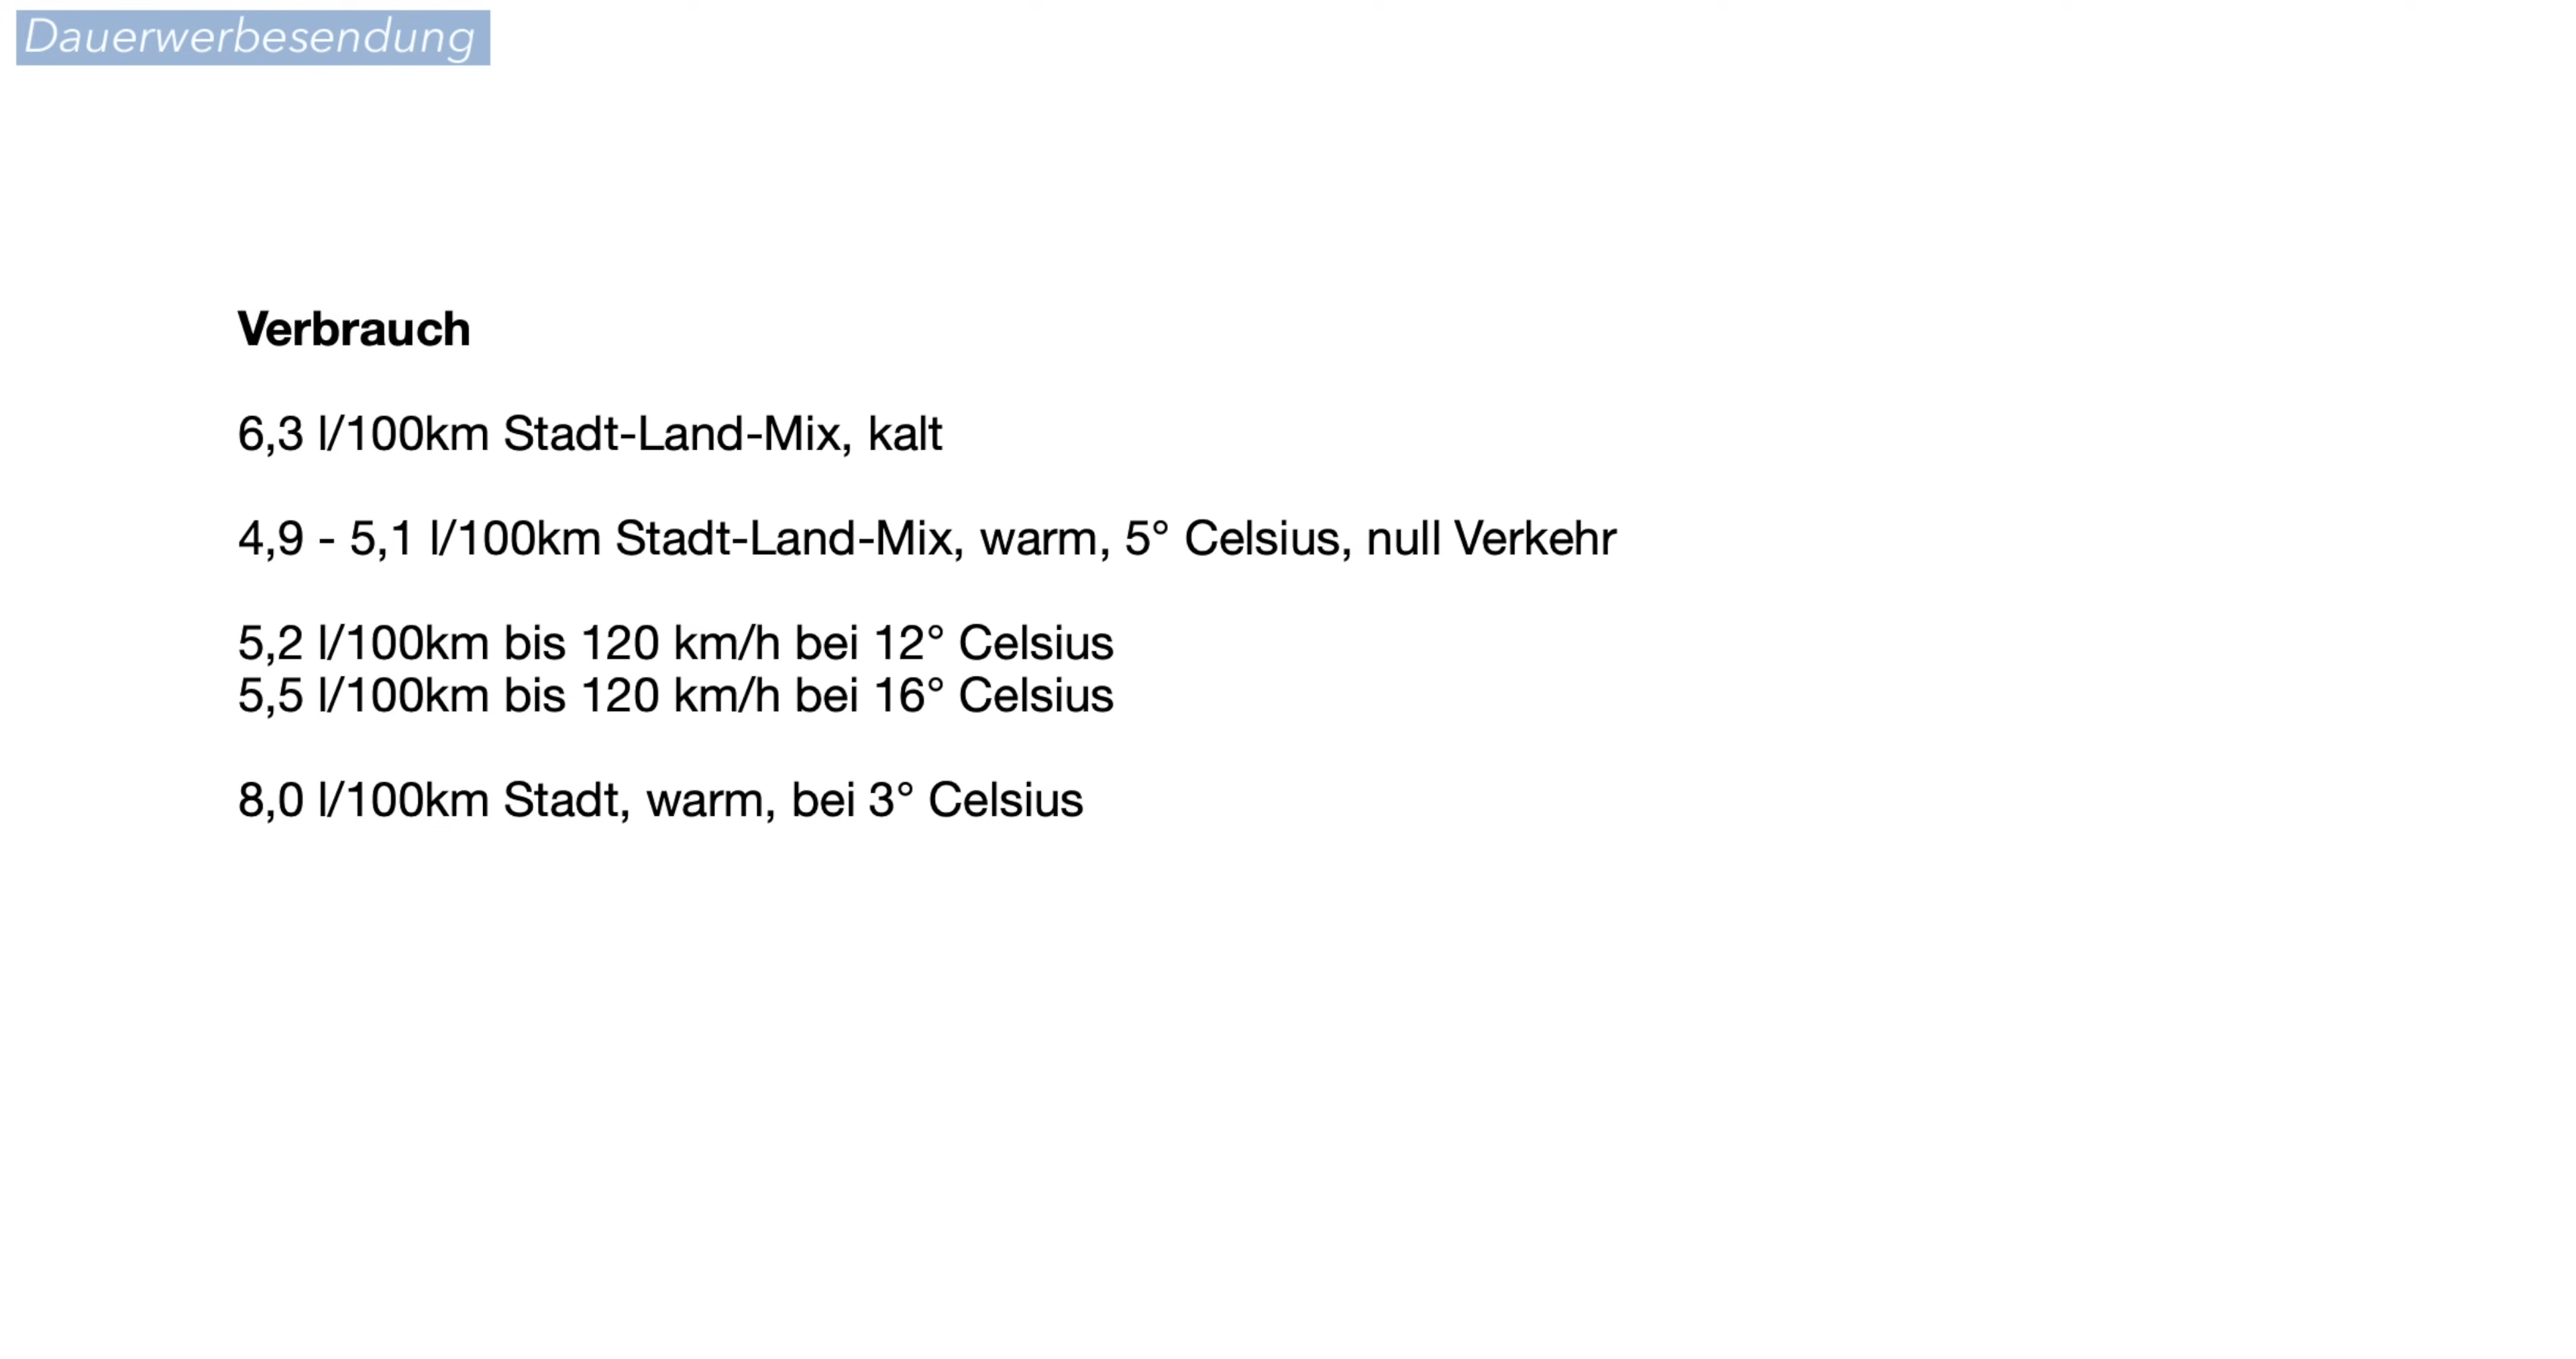 Dauerwerbesendung
Verbrauch
6,3 l/100km Stadt-Land-Mix, kalt
4,9 - 5,1 l/100km Stadt-Land-Mix, warm, 5° Celsius, null Verkehr
5,2 l/100km bis 120 km/h bei 12° Celsius
5,5 l/100km bis 120 km/h bei 16° Celsius
8,0 l/100km Stadt, warm, bei 3° Celsius